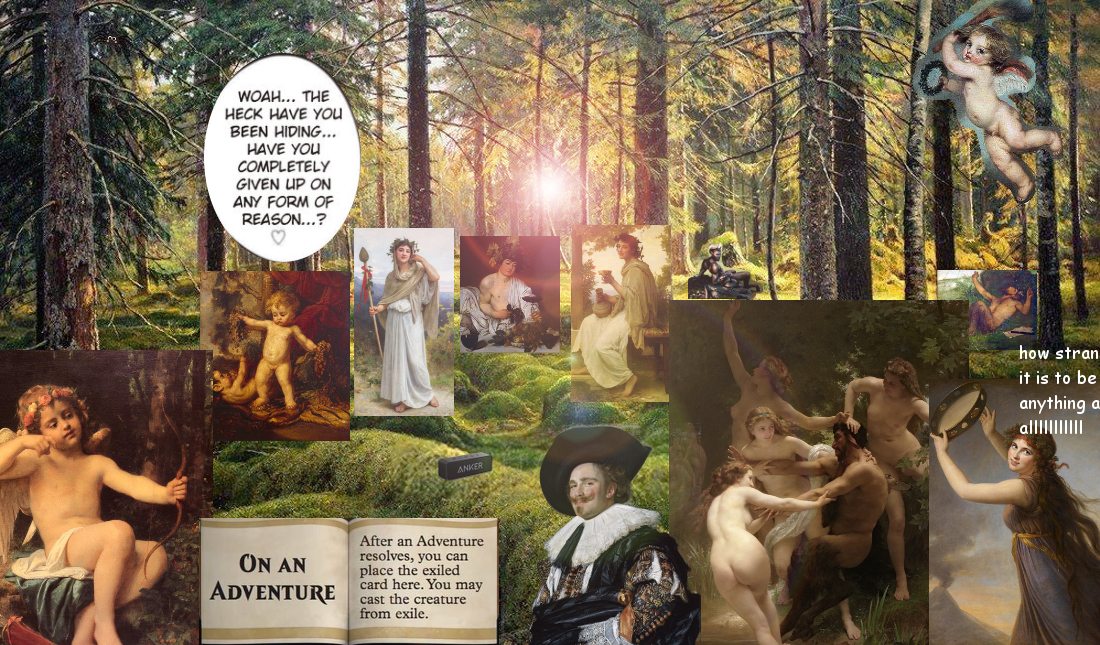 WOAH... THE
HECK HAVE YOU
BEEN HIDING...
HAVE YOU
COMPLETELY
GIVEN UP ON
ANY FORM OF
REASON...?
♡
how stran
it is to be
anything a
allllllllll
ANKER
ON AN
ADVENTURE
After an Adventure
resolves, you can
place the exiled
card here. You may
cast the creature
from exile.